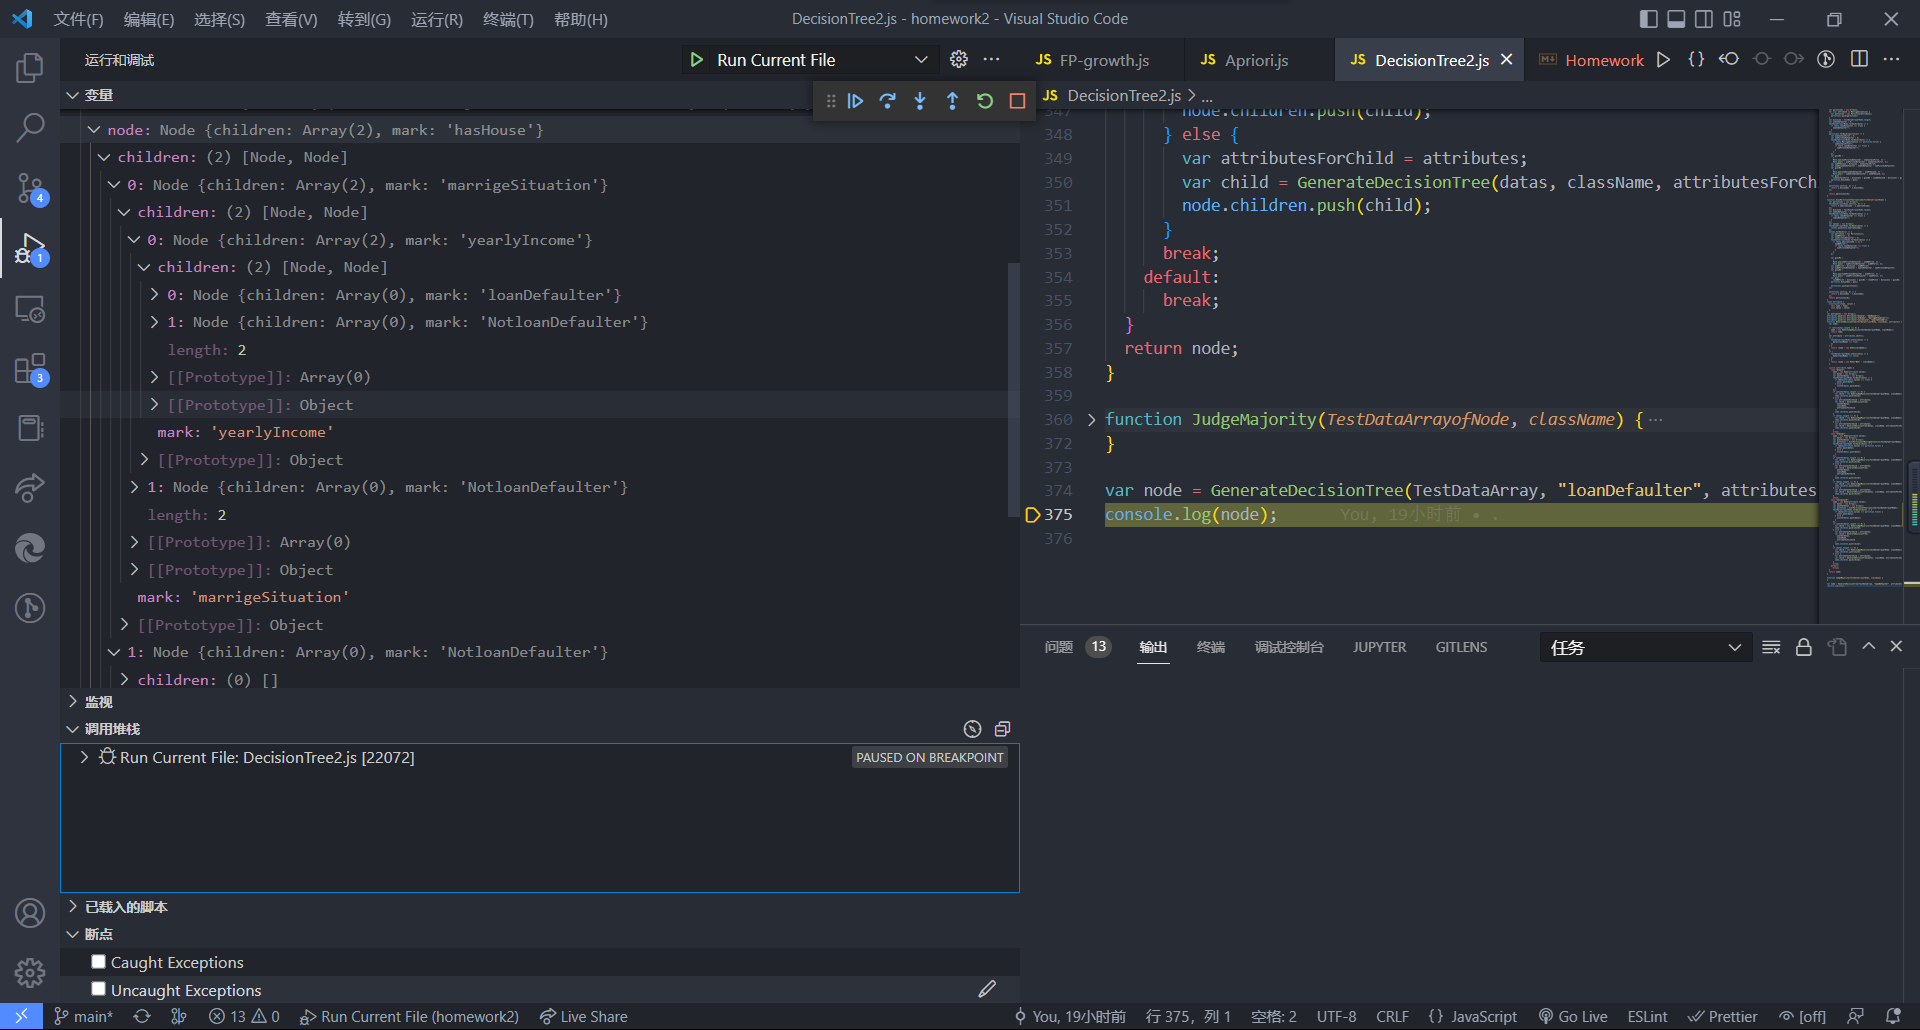 文件(F) 编辑(E) 选择(S) 查看(V) 转到(G) 运行(R) 终端(T) 帮助(H)
DecisionTree2.js - homework2 - Visual Studio Code
运行和调试
Run Current File
变量
node: Node {children: Array(2), mark: 'hasHouse'}
children: (2) [Node, Node]
0: Node {children: Array(2), mark: 'marrigeSituation'}
children: (2) [Node, Node]
0: Node {children: Array(2), mark: 'yearlyIncome'}
children: (2) [Node, Node]
0: Node {children: Array(0), mark: 'loanDefaulter'}
1: Node {children: Array(0), mark: 'NotloanDefaulter'}
length: 2
[[Prototype]]: Array(0)
[[Prototype]]: Object
mark: 'yearlyIncome'
[[Prototype]]: Object
1: Node {children: Array(0), mark: 'NotloanDefaulter'}
length: 2
[[Prototype]]: Array(0)
[[Prototype]]: Object
mark: 'marrigeSituation'
[[Prototype]]: Object
1: Node {children: Array(0), mark: 'NotloanDefaulter'}
children: (0) []
监视
调用堆栈
Run Current File: DecisionTree2.js [22072]
PAUSED ON BREAKPOINT
已载入的脚本
断点
Caught Exceptions
Uncaught Exceptions
4
1
3
JS FP-growth.js
JS Apriori.js
JS DecisionTree2.js
Homework
JS DecisionTree2.js > ...
347 node.children.push(child);
348 } else {
349 var attributesForChild = attributes;
350 var child = GenerateDecisionTree(datas, className, attributesForCh
351 node.children.push(child);
352 }
353 break;
354 default:
355 break;
356 }
357 return node;
358 }
359
360 function JudgeMajority(TestDataArrayofNode, className) { ···
372 }
373
374 var node = GenerateDecisionTree(TestDataArray, "loanDefaulter", attributes
375 console.log(node); You, 19小时前 • .
376
问题 13 输出 终端 调试控制台 JUPYTER GITLENS
任务
main* 13 0 Run Current File (homework2) Live Share
You, 19小时前 行 375，列 1 空格: 2 UTF-8 CRLF {} JavaScript Go Live ESLint Prettier [off]